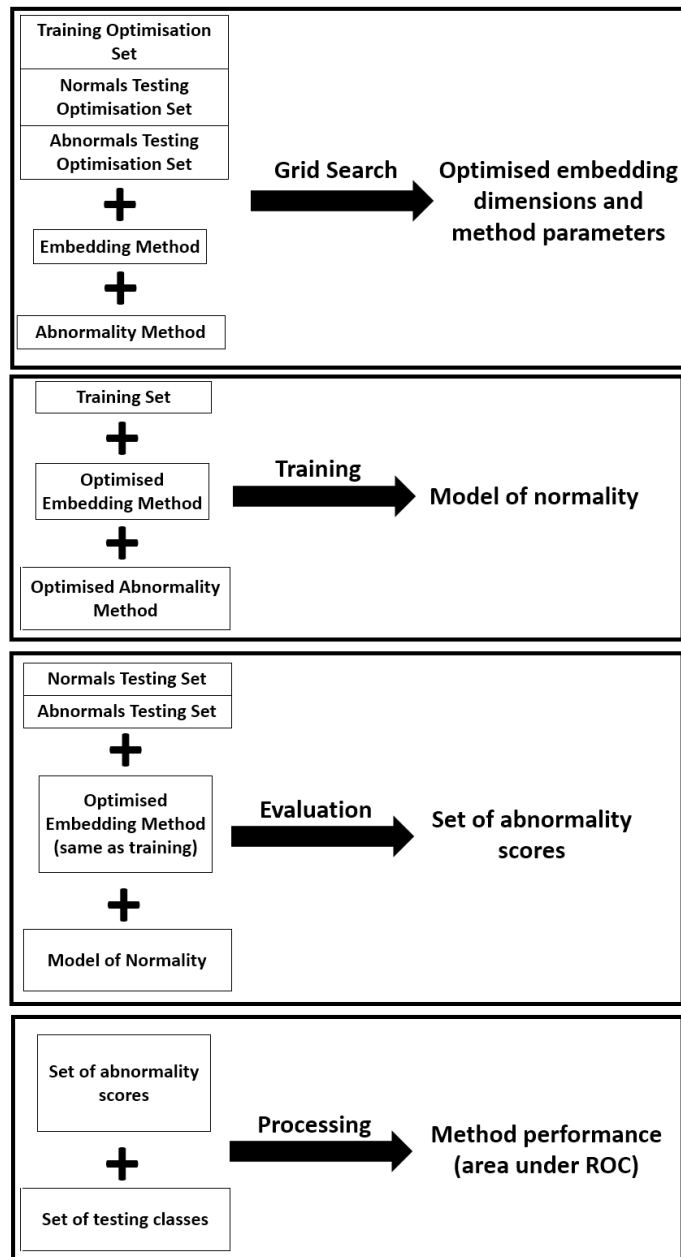 Training Optimisation
Set
Normals Testing
Optimisation Set
Abnormals Testing
Optimisation Set
+
Embedding Method
+
Abnormality Method
Grid Search
Optimised embedding
dimensions and
method parameters
Training Set
+
Optimised
Embedding Method
+
Optimised Abnormality
Method
Training
Model of normality
Normals Testing Set
Abnormals Testing Set
+
Optimised
Embedding Method
(same as training)
+
Model of Normality
Evaluation
Set of abnormality
scores
Set of abnormality
scores
+
Set of testing classes
Processing
Method performance
(area under ROC)